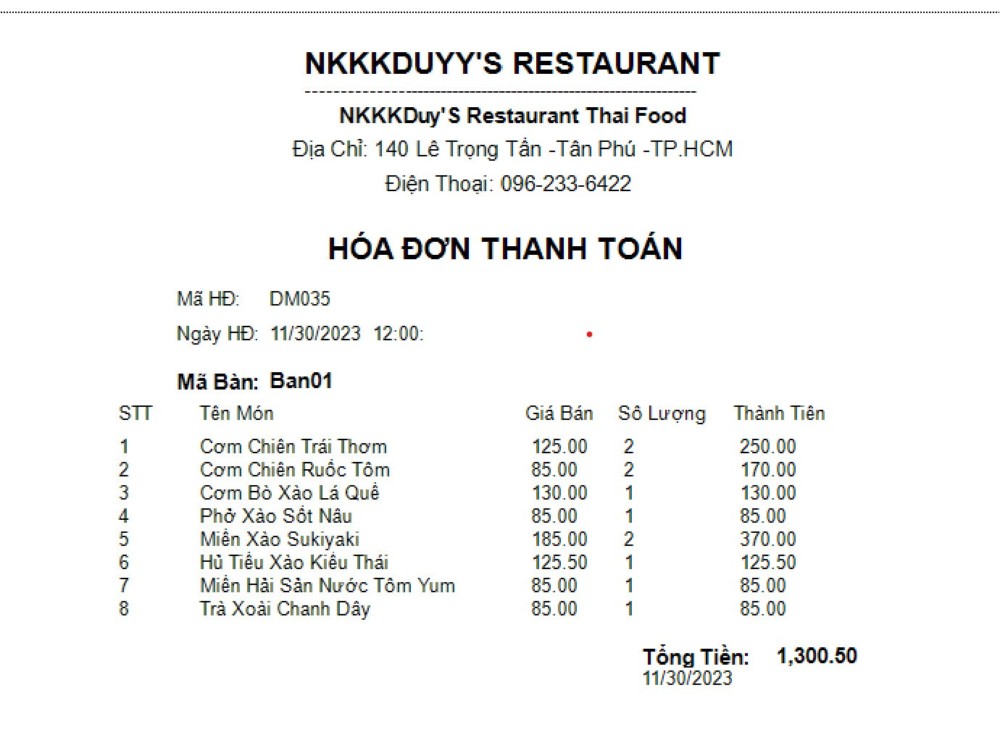 NKKKDUYY'S RESTAURANT
NKKKDuy'S Restaurant Thai Food
Địa Chỉ: 140 Lê Trọng Tấn -Tân Phú -TP.HCM
Điện Thoại: 096-233-6422
HÓA ĐƠN THANH TOÁN
Mã HĐ: DM035
Ngày HĐ: 11/30/2023 12:00:
Mã Bàn: Ban01
STT Tên Món Giá Bán Số Lượng Thành Tiền
1 Cơm Chiên Trái Thơm 125.00 2 250.00
2 Cơm Chiên Ruốc Tôm 85.00 2 170.00
3 Cơm Bò Xào Lá Quế 130.00 1 130.00
4 Phở Xào Sốt Nâu 85.00 1 85.00
5 Miến Xào Sukiyaki 185.00 2 370.00
6 Hủ Tiếu Xào Kiểu Thái 125.50 1 125.50
7 Miến Hải Sản Nước Tôm Yum 85.00 1 85.00
8 Trà Xoài Chanh Dây 85.00 1 85.00
Tổng Tiền: 1,300.50
11/30/2023